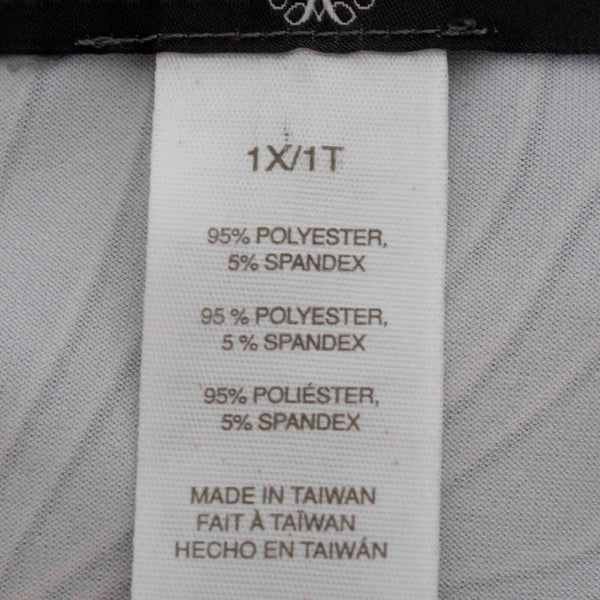 1X/1T
95% POLYESTER,
5% SPANDEX
95 % POLYESTER,
5 % SPANDEX
95% POLIÉSTER,
5% SPANDEX
MADE IN TAIWAN
FAIT À TAÏWAN
HECHO EN TAIWÁN